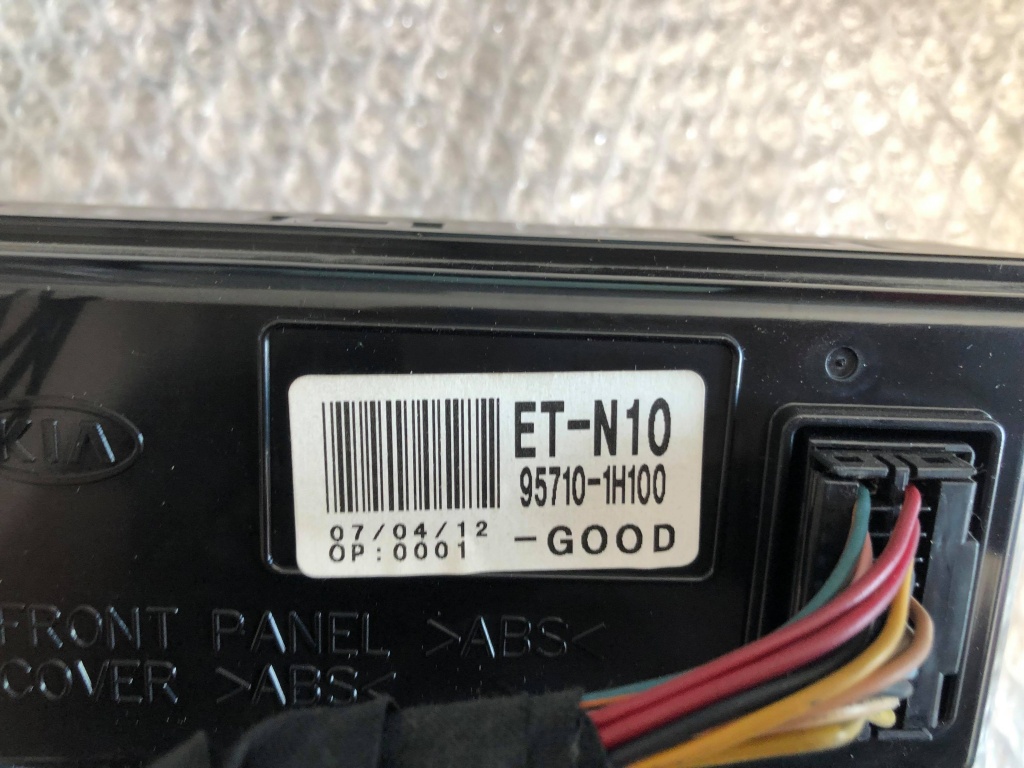 KIA
ET-N10
95710-1H100
07/04/12
OP:0001
-GOOD
FRONT PANEL >ABS<
COVER >ABS<